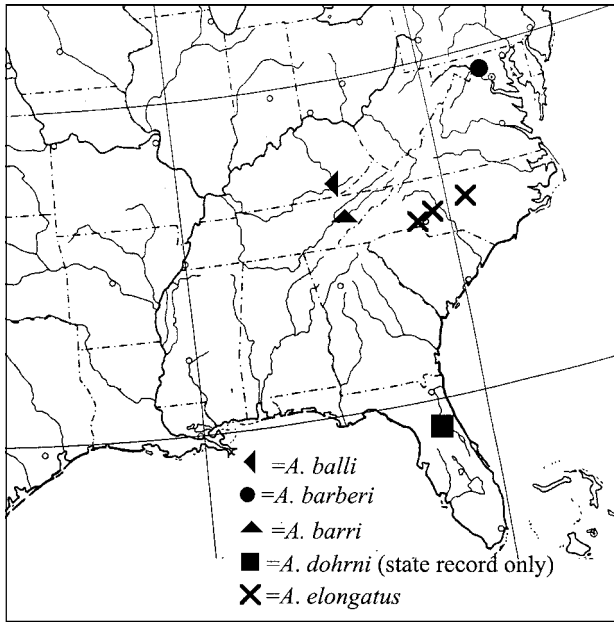 =A. balli
=A. barberi
=A. barri
=A. dohrni (state record only)
=A. elongatus